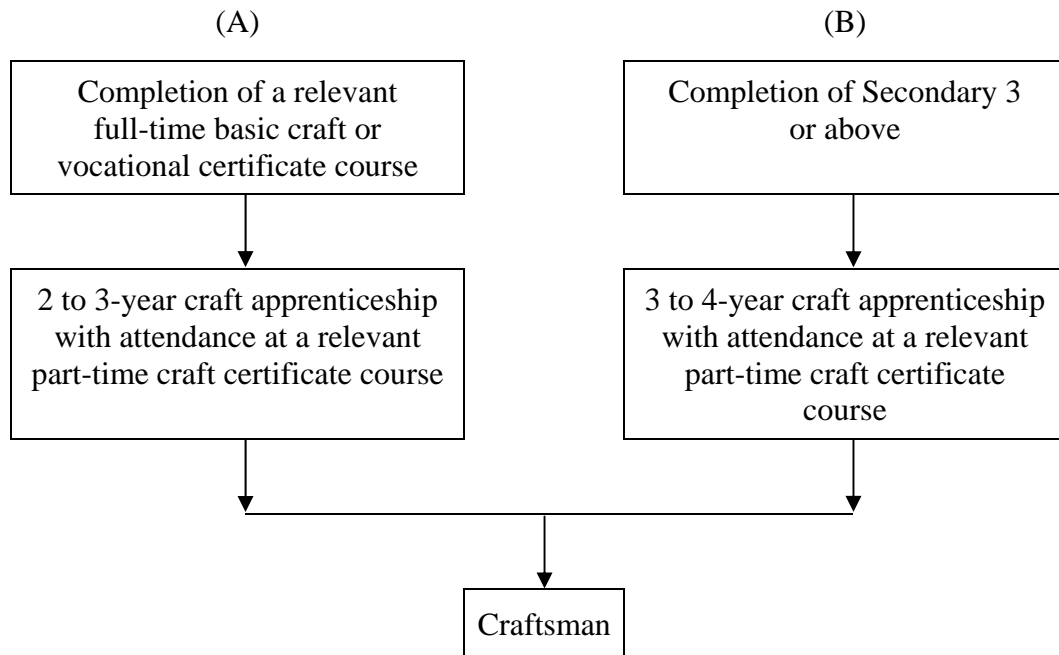 (A)
Completion of a relevant
full-time basic craft or
vocational certificate course
2 to 3-year craft apprenticeship
with attendance at a relevant
part-time craft certificate course
(B)
Completion of Secondary 3
or above
3 to 4-year craft apprenticeship
with attendance at a relevant
part-time craft certificate
course
Craftsman